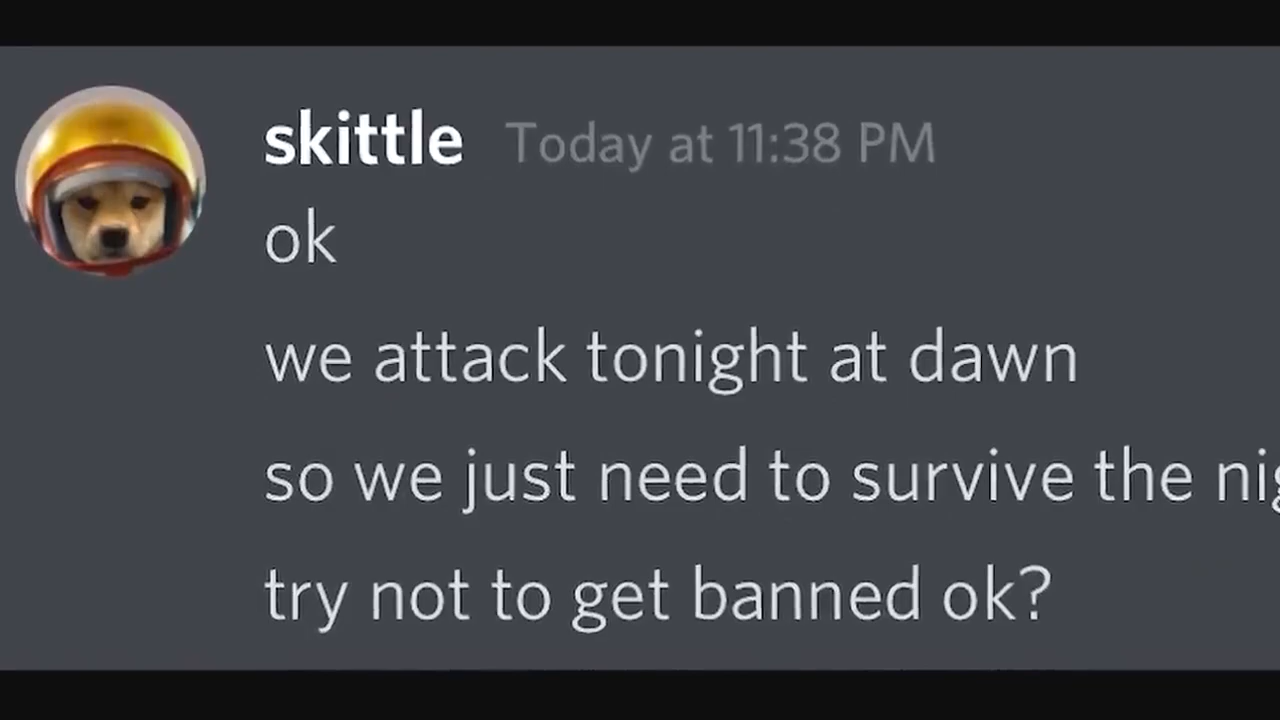 skittle Today at 11:38 PM
ok
we attack tonight at dawn
so we just need to survive the
try not to get banned ok?